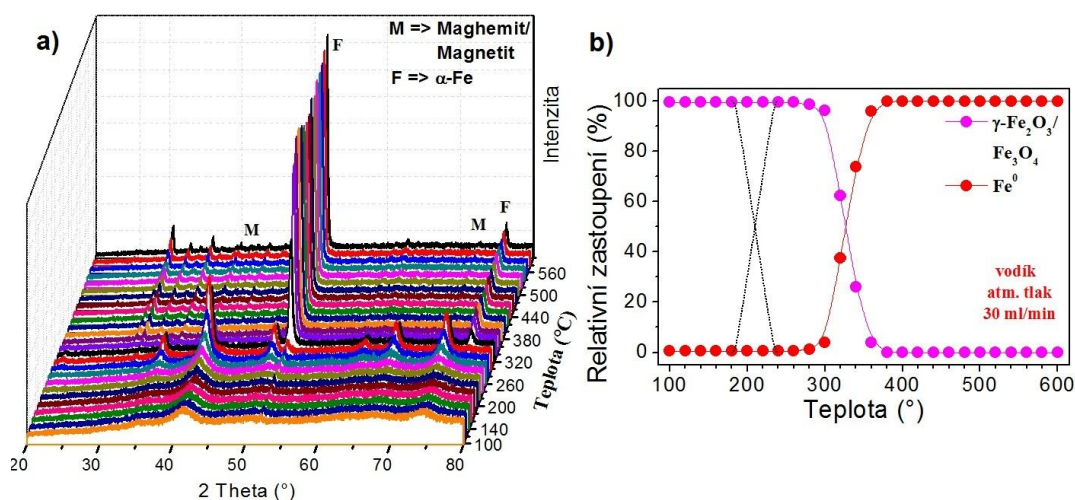 a)
M => Maghemit/
Magnetit
F => α-Fe
F
M
M
F
Intenzita
560
500
440
380
320
260
200
140
100
Teplota (°C)
20
30
40
50
60
70
80
2 Theta (°)
b)
100
80
60
40
20
0
Relativní zastoupení (%)
γ-Fe₂O₃/
Fe₃O₄
Fe⁰
vodík
atm. tlak
30 ml/min
100
200
300
400
500
600
Teplota (°)